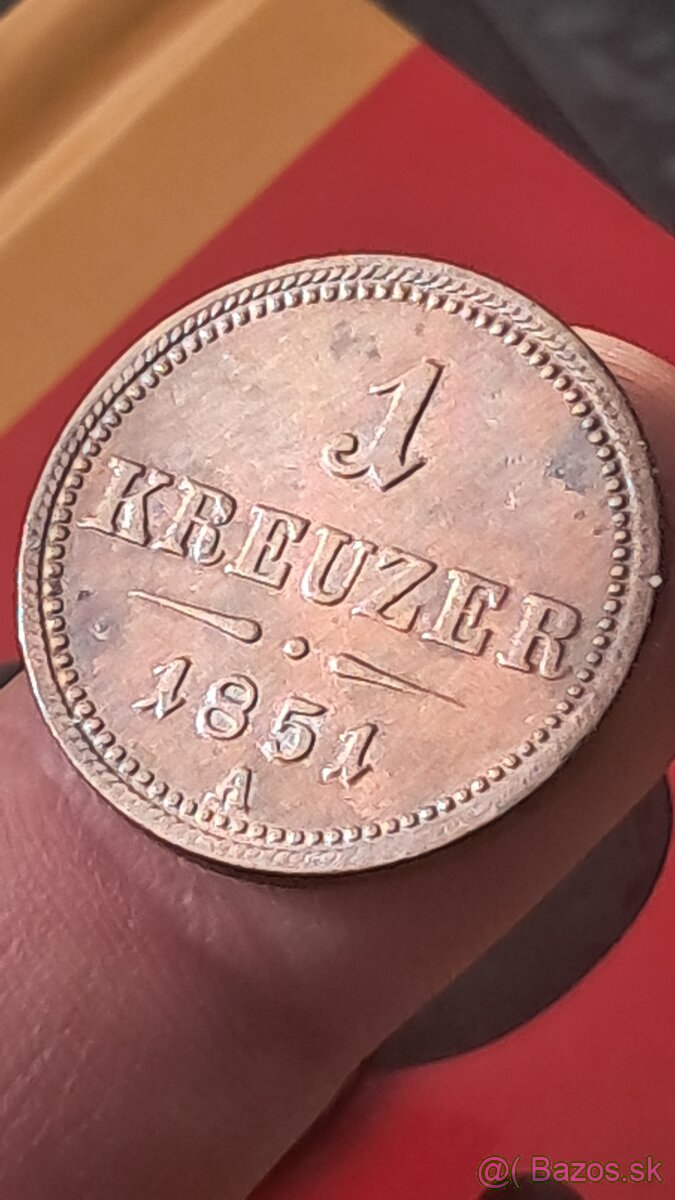 1
KREUZER
1851
A
@( Bazos.sk